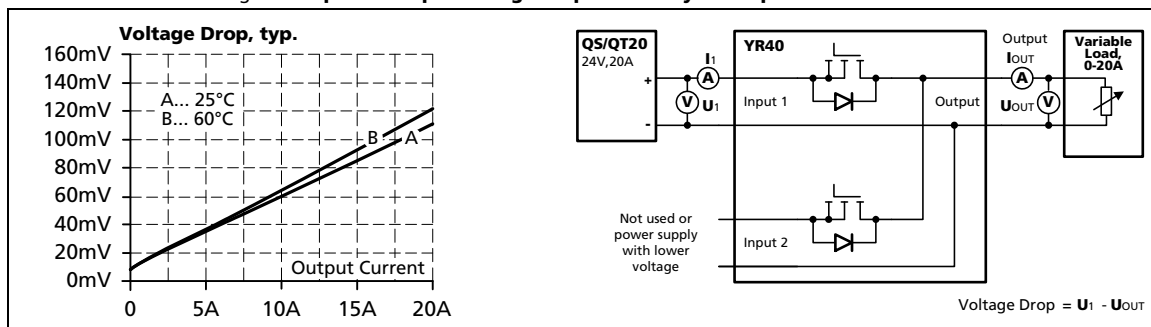 Voltage Drop, typ.
160mV
140mV
120mV
100mV
80mV
60mV
40mV
20mV
0mV
A... 25°C
B... 60°C
B
A
Output Current
0
5A
10A
15A
20A
QS/QT20
24V,20A
+
-
I1
A
V
U1
YR40
Input 1
Output
Input 2
Not used or
power supply
with lower
voltage
Output
IOUT
A
UOUT
V
Variable
Load,
0-20A
Voltage Drop = U1 - UOUT